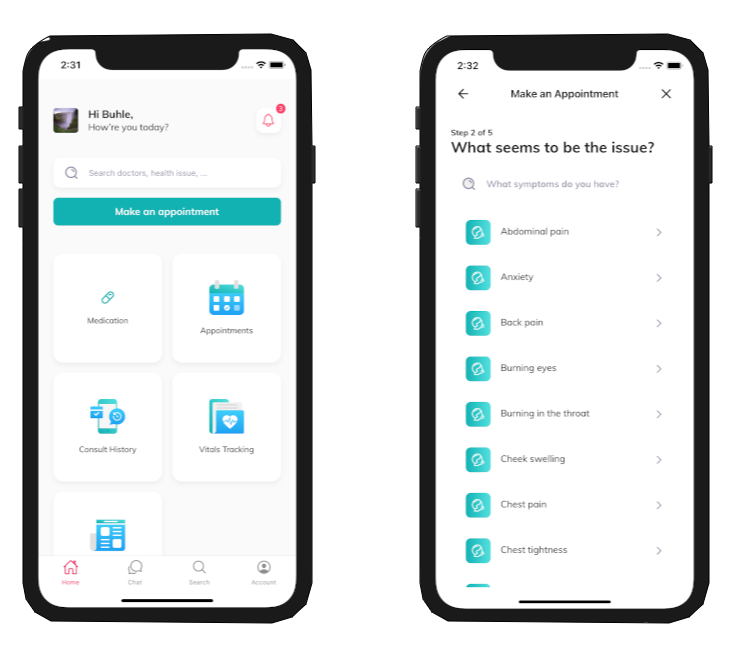 2:31
Hi Buhle,
How're you today?
3
Search doctors, health issue, ...
Make an appointment
Medication
Appointments
Consult History
Vitals Tracking
Home
Chat
Search
Account
2:32
Make an Appointment
Step 2 of 5
What seems to be the issue?
What symptoms do you have?
Abdominal pain
Anxiety
Back pain
Burning eyes
Burning in the throat
Cheek swelling
Chest pain
Chest tightness